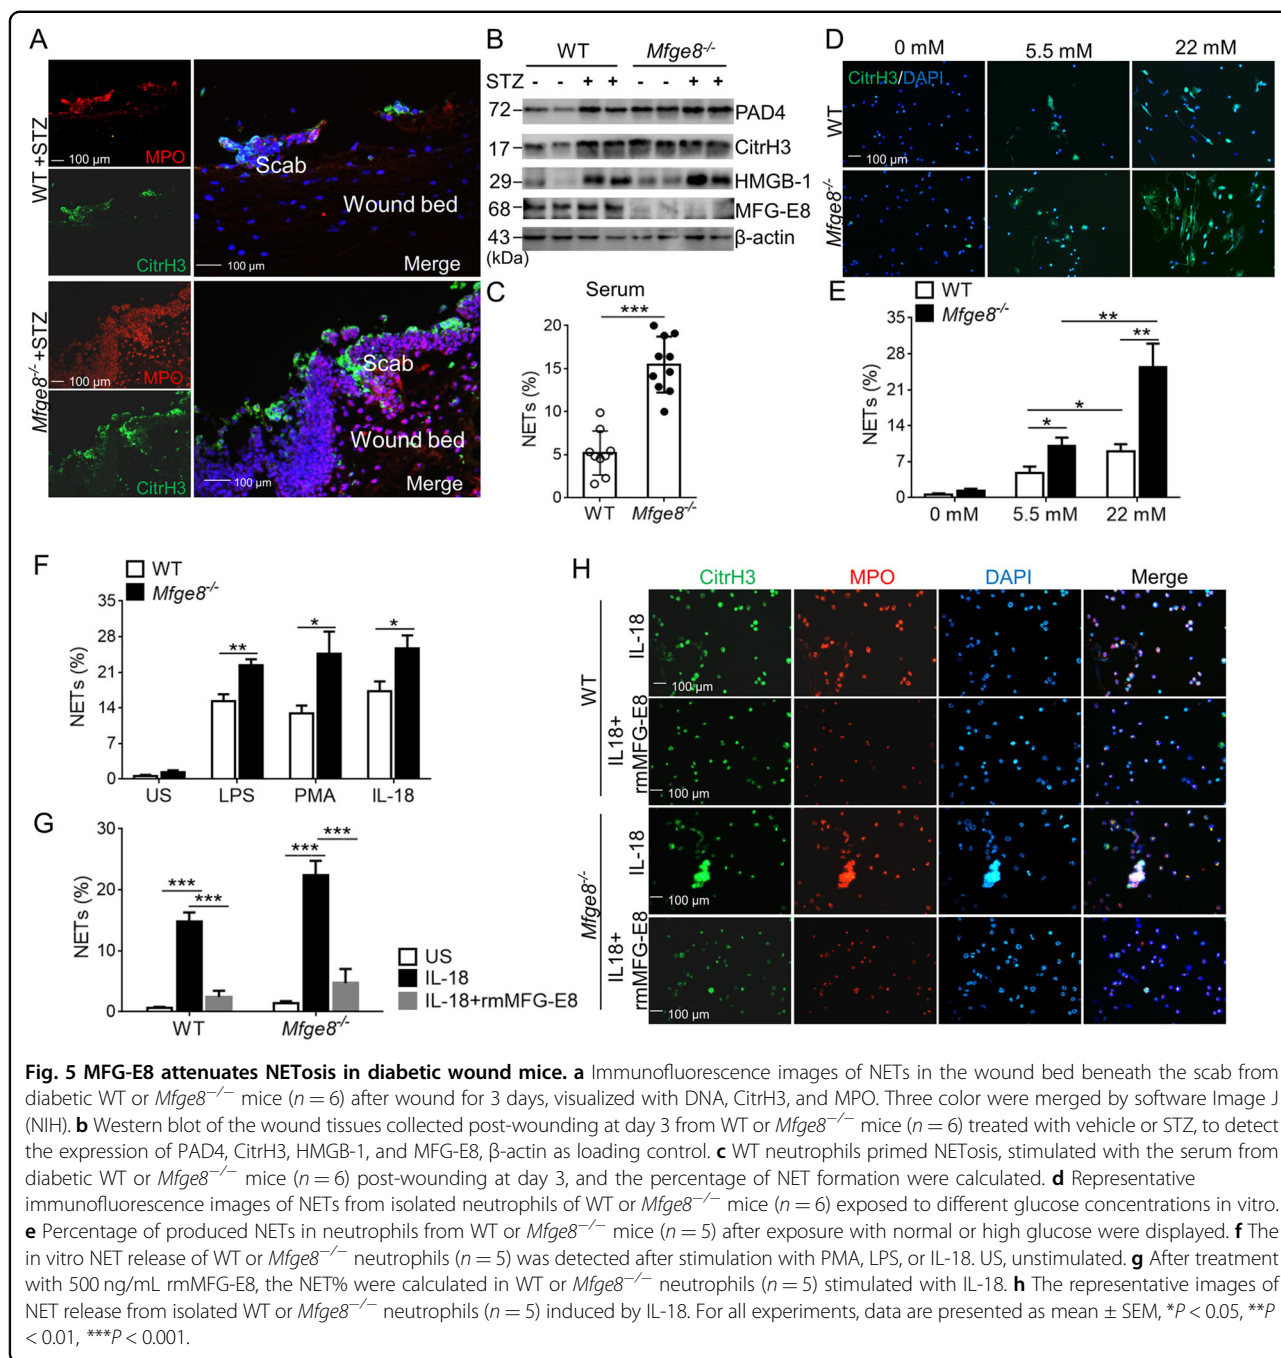 A
WT+STZ
100 µm
MPO
CitrH3
Scab
Wound bed
100 µm
Merge
Mfge8-/-+STZ
100 µm
MPO
100 µm
CitrH3
Scab
Wound bed
100 µm
Merge
B
WT Mfge8-/-
STZ - - + + - - + +
72 PAD4
17 CitrH3
29 HMGB-1
68 MFG-E8
43 β-actin
(kDa)
C
Serum
***
NETs (%)
20
15
10
5
0
WT Mfge8-/-
D
0 mM 5.5 mM 22 mM
CitrH3/DAPI
WT
100 µm
Mfge8-/-
E
WT
Mfge8-/-
NETs (%)
35
28
21
14
7
0
** ** * *
0 mM 5.5 mM 22 mM
F
WT
Mfge8-/-
NETs (%)
35
28
21
14
7
0
** * *
US LPS PMA IL-18
G
NETs (%)
30
20
10
0
*** *** *** ***
WT Mfge8-/-
US
IL-18
IL-18+rmMFG-E8
H
CitrH3 MPO DAPI Merge
WT
IL-18
100 µm
IL18+
rmMFG-E8
100 µm
Mfge8-/-
IL-18
100 µm
IL18+
rmMFG-E8
100 µm
Fig. 5 MFG-E8 attenuates NETosis in diabetic wound mice. a Immunofluorescence images of NETs in the wound bed beneath the scab from
diabetic WT or Mfge8−/− mice (n = 6) after wound for 3 days, visualized with DNA, CitrH3, and MPO. Three color were merged by software Image J
(NIH). b Western blot of the wound tissues collected post-wounding at day 3 from WT or Mfge8−/− mice (n = 6) treated with vehicle or STZ, to detect
the expression of PAD4, CitrH3, HMGB-1, and MFG-E8, β-actin as loading control. c WT neutrophils primed NETosis, stimulated with the serum from
diabetic WT or Mfge8−/− mice (n = 6) post-wounding at day 3, and the percentage of NET formation were calculated. d Representative
immunofluorescence images of NETs from isolated neutrophils of WT or Mfge8−/− mice (n = 6) exposed to different glucose concentrations in vitro.
e Percentage of produced NETs in neutrophils from WT or Mfge8−/− mice (n = 5) after exposure with normal or high glucose were displayed. f The
in vitro NET release of WT or Mfge8−/− neutrophils (n = 5) was detected after stimulation with PMA, LPS, or IL-18. US, unstimulated. g After treatment
with 500 ng/mL rmMFG-E8, the NET% were calculated in WT or Mfge8−/− neutrophils (n = 5) stimulated with IL-18. h The representative images of
NET release from isolated WT or Mfge8−/− neutrophils (n = 5) induced by IL-18. For all experiments, data are presented as mean ± SEM, *P < 0.05, **P
< 0.01, ***P < 0.001.